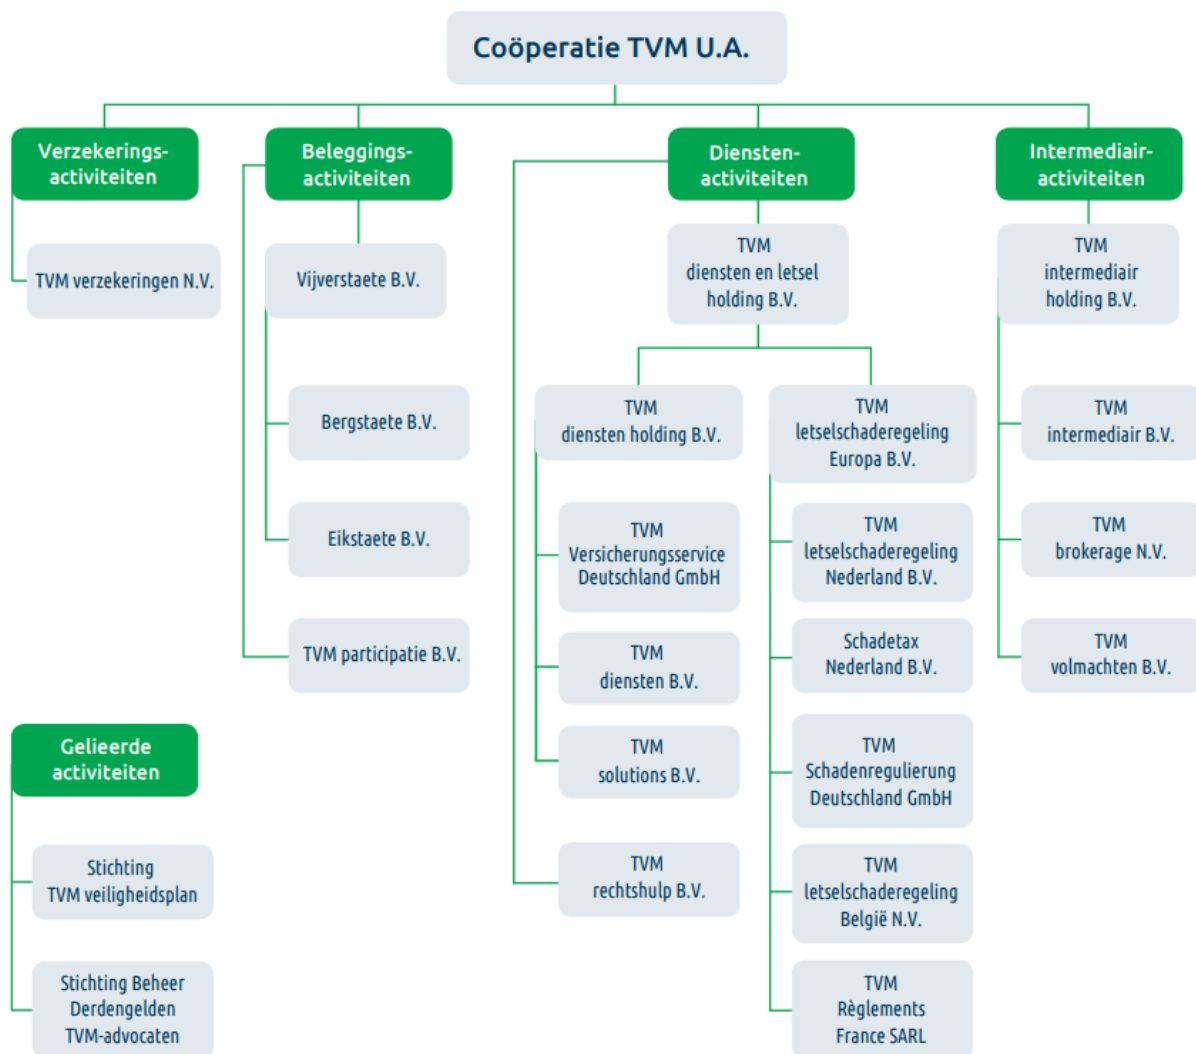 Coöperatie TVM U.A.
Verzekerings-
activiteiten
TVM verzekeringen N.V.
Beleggings-
activiteiten
Vijverstaete B.V.
Bergstaete B.V.
Eikstaete B.V.
TVM participatie B.V.
Diensten-
activiteiten
TVM
diensten en letsel
holding B.V.
TVM
diensten holding B.V.
TVM
Versicherungsservice
Deutschland GmbH
TVM
diensten B.V.
TVM
solutions B.V.
TVM
rechtshulp B.V.
TVM
letselschaderegeling
Europa B.V.
TVM
letselschaderegeling
Nederland B.V.
Schadetax
Nederland B.V.
TVM
Schadenregulierung
Deutschland GmbH
TVM
letselschaderegeling
België N.V.
TVM
Règlements
France SARL
Intermediair-
activiteiten
TVM
intermediair
holding B.V.
TVM
intermediair B.V.
TVM
brokerage N.V.
TVM
volmachten B.V.
Gelieerde
activiteiten
Stichting
TVM veiligheidsplan
Stichting Beheer
Derdengelden
TVM-advocaten